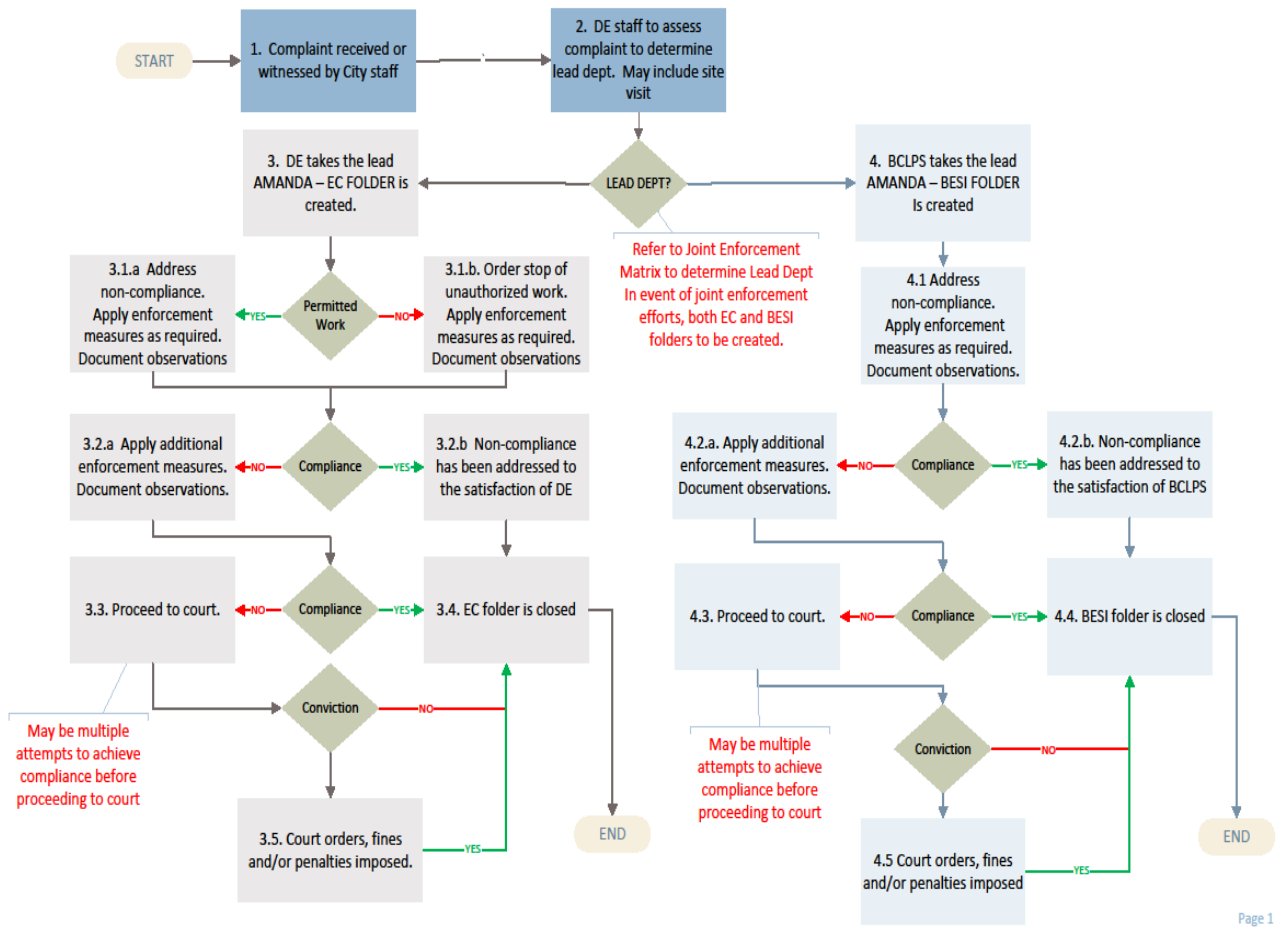 START
1. Complaint received or
witnessed by City staff
2. DE staff to assess
complaint to determine
lead dept. May include site
visit
3. DE takes the lead
AMANDA – EC FOLDER is
created.
LEAD DEPT?
4. BCLPS takes the lead
AMANDA – BESI FOLDER
Is created
Refer to Joint Enforcement
Matrix to determine Lead Dept
In event of joint enforcement
efforts, both EC and BESI
folders to be created.
3.1.a Address
non-compliance.
Apply enforcement
measures as required.
Document observations
YES
Permitted
Work
NO
3.1.b. Order stop of
unauthorized work.
Apply enforcement
measures as required.
Document observations
4.1 Address
non-compliance.
Apply enforcement
measures as required.
Document observations.
3.2.a Apply additional
enforcement measures.
Document observations.
NO
Compliance
YES
3.2.b Non-compliance
has been addressed to
the satisfaction of DE
4.2.a. Apply additional
enforcement measures.
Document observations.
NO
Compliance
YES
4.2.b. Non-compliance
has been addressed to
the satisfaction of BCLPS
3.3. Proceed to court.
NO
Compliance
YES
3.4. EC folder is closed
4.3. Proceed to court.
NO
Compliance
YES
4.4. BESI folder is closed
May be multiple
attempts to achieve
compliance before
proceeding to court
Conviction
NO
May be multiple
attempts to achieve
compliance before
proceeding to court
Conviction
NO
3.5. Court orders, fines
and/or penalties imposed.
YES
END
4.5 Court orders, fines
and/or penalties imposed
YES
END
Page 1